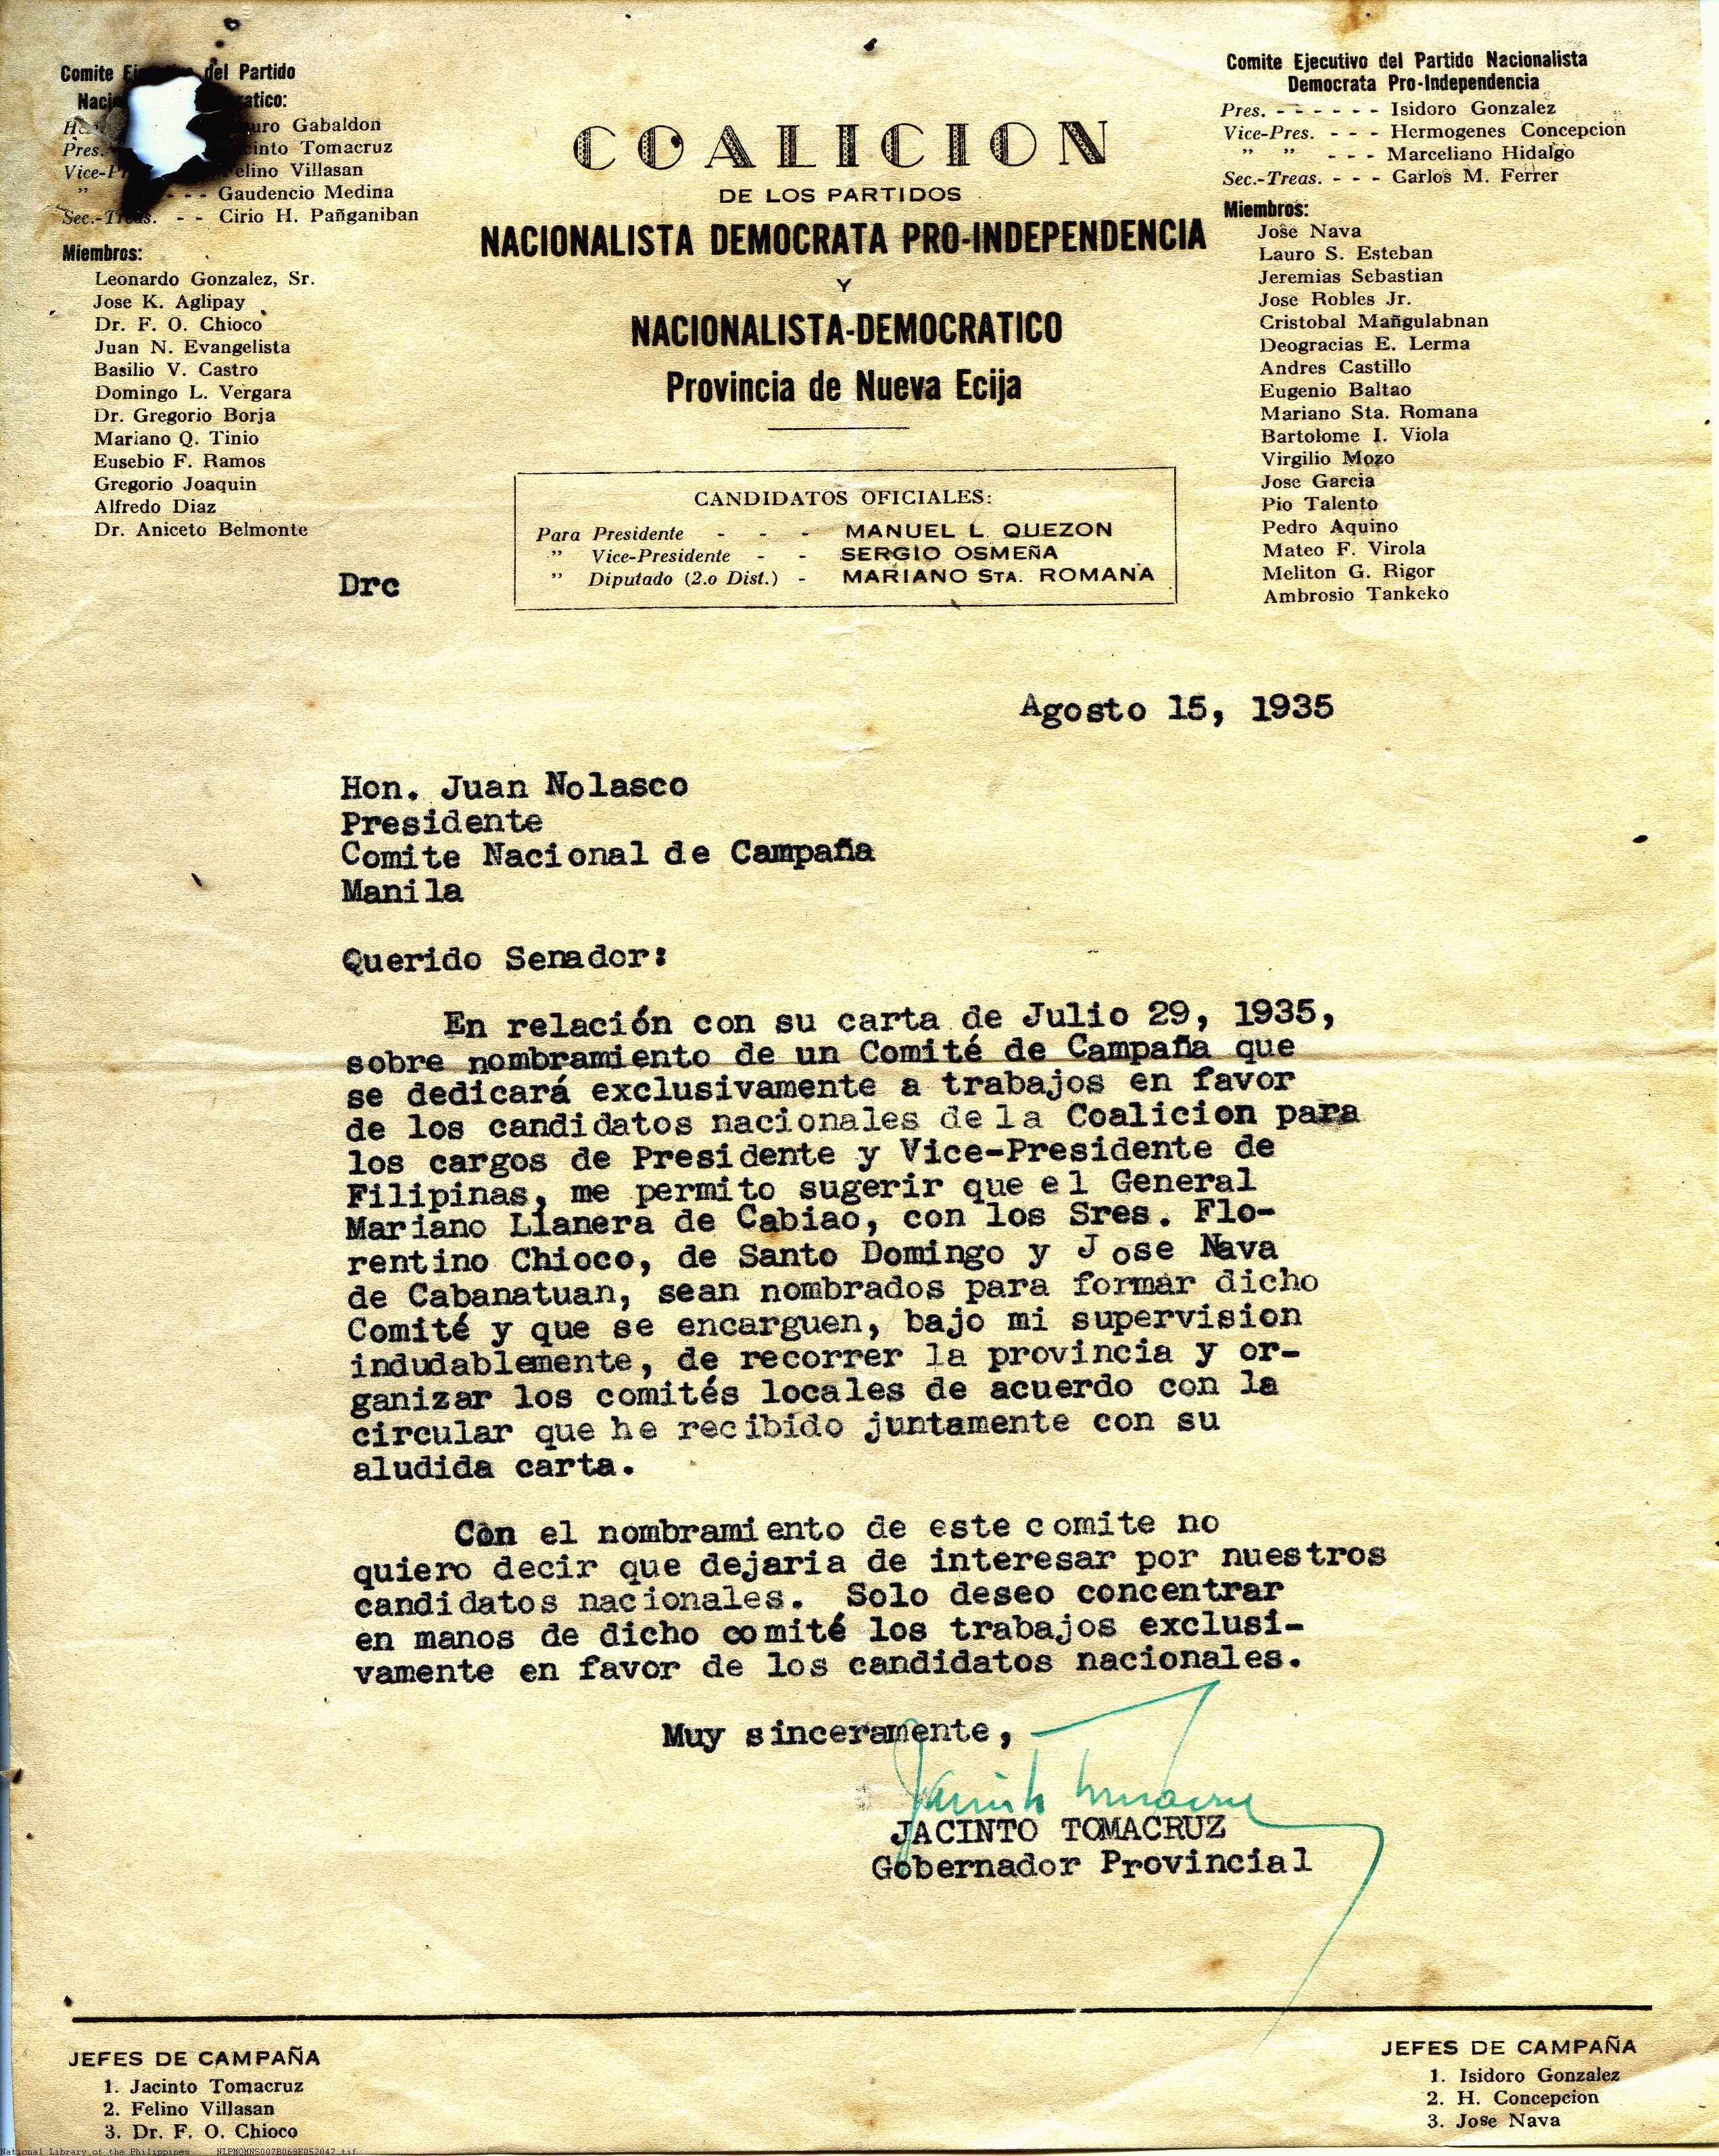 Comite del Partido
Naci atico:
uro Gabaldon
Pres. cinto Tomacruz
Vice-P elino Villasan
" - - - Gaudencio Medina
Sec.-Treas. - - Cirio H. Pañganiban
Miembros:
Leonardo Gonzalez, Sr.
Jose K. Aglipay
Dr. F. O. Chioco
Juan N. Evangelista
Basilio V. Castro
Domingo L. Vergara
Dr. Gregorio Borja
Mariano Q. Tinio
Eusebio F. Ramos
Gregorio Joaquin
Alfredo Diaz
Dr. Aniceto Belmonte
COALICION
DE LOS PARTIDOS
NACIONALISTA DEMOCRATA PRO-INDEPENDENCIA
Y
NACIONALISTA-DEMOCRATICO
Provincia de Nueva Ecija
CANDIDATOS OFICIALES:
Para Presidente - - - MANUEL L. QUEZON
" Vice-Presidente - - SERGIO OSMEÑA
" Diputado (2.o Dist.) - MARIANO STA. ROMANA
Comite Ejecutivo del Partido Nacionalista
Democrata Pro-Independencia
Pres. - - - - - - Isidoro Gonzalez
Vice-Pres. - - - Hermogenes Concepcion
" " - - - Marceliano Hidalgo
Sec.-Treas. - - - Carlos M. Ferrer
Miembros:
Jose Nava
Lauro S. Esteban
Jeremias Sebastian
Jose Robles Jr.
Cristobal Mañgulabnan
Deogracias E. Lerma
Andres Castillo
Eugenio Baltao
Mariano Sta. Romana
Bartolome I. Viola
Virgilio Mozo
Jose Garcia
Pio Talento
Pedro Aquino
Mateo F. Virola
Meliton G. Rigor
Ambrosio Tankeko
Drc
Agosto 15, 1935
Hon. Juan Nolasco
Presidente
Comite Nacional de Campaña
Manila
Querido Senador:
En relación con su carta de Julio 29, 1935,
sobre nombramiento de un Comité de Campaña que
se dedicará exclusivamente a trabajos en favor
de los candidatos nacionales de la Coalicion para
los cargos de Presidente y Vice-Presidente de
Filipinas, me permito sugerir que el General
Mariano Llanera de Cabiao, con los Sres. Flo-
rentino Chioco, de Santo Domingo y Jose Nava
de Cabanatuan, sean nombrados para formar dicho
Comité y que se encarguen, bajo mi supervision
indudablemente, de recorrer la provincia y or-
ganizar los comités locales de acuerdo con la
circular que he recibido juntamente con su
aludida carta.
Con el nombramiento de este comite no
quiero decir que dejaria de interesar por nuestros
candidatos nacionales. Solo deseo concentrar
en manos de dicho comité los trabajos exclusi-
vamente en favor de los candidatos nacionales.
Muy sinceramente,
Jacinto Tomacruz
JACINTO TOMACRUZ
Gobernador Provincial
JEFES DE CAMPAÑA
1. Jacinto Tomacruz
2. Felino Villasan
3. Dr. F. O. Chioco
JEFES DE CAMPAÑA
1. Isidoro Gonzalez
2. H. Concepcion
3. Jose Nava
National Library of the Philippines NLPMQMNS007B069F052042.tif